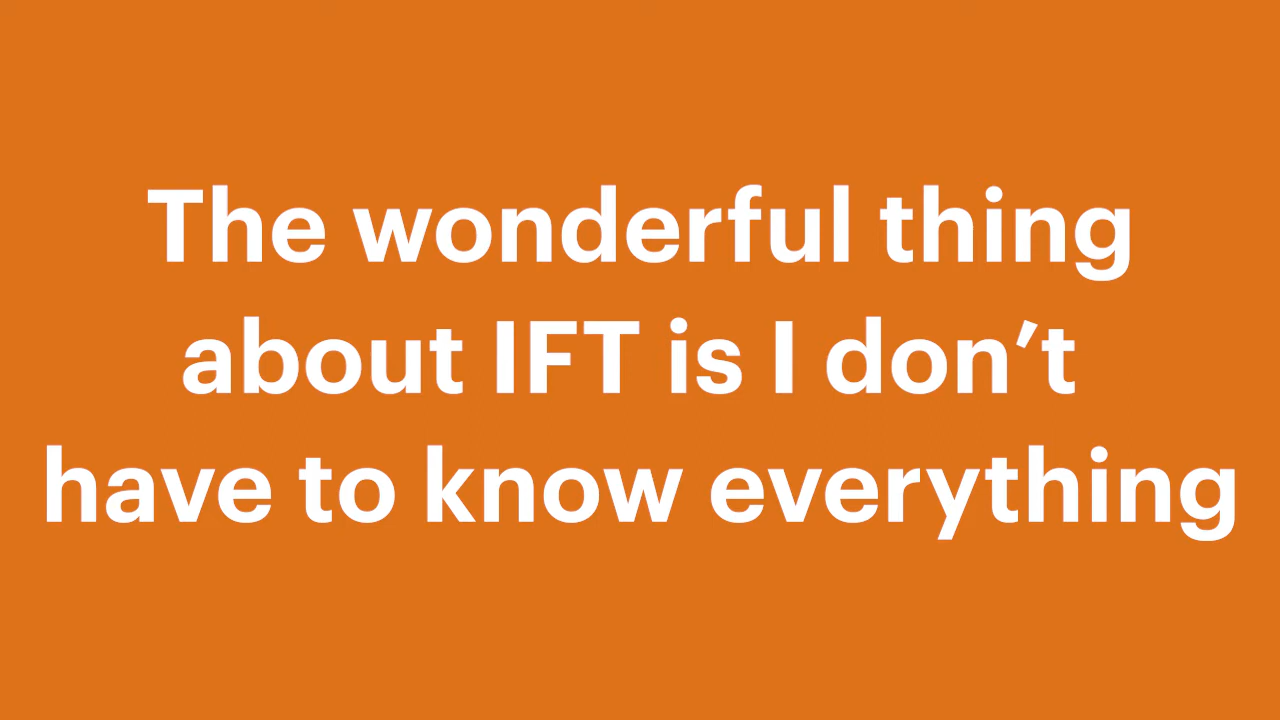 The wonderful thing
about IFT is I don’t
have to know everything